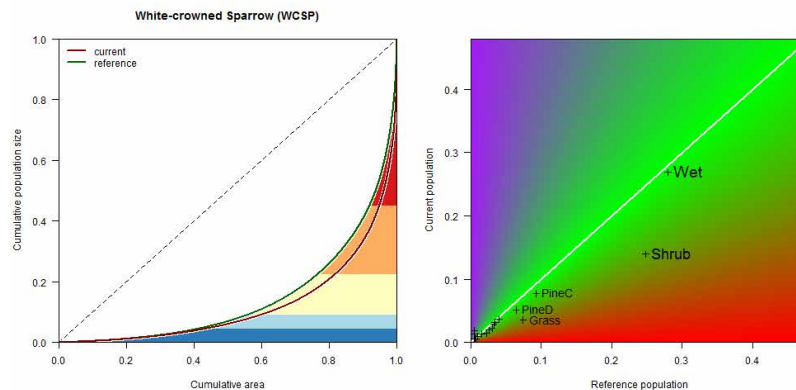 White-crowned Sparrow (WCSP)
current
reference
1.0
0.8
0.6
0.4
0.2
0.0
Cumulative population size
0.0 0.2 0.4 0.6 0.8 1.0
Cumulative area
0.4
0.3
0.2
0.1
0.0
Current population
Wet
Shrub
PineC
PineD
Grass
0.0 0.1 0.2 0.3 0.4
Reference population